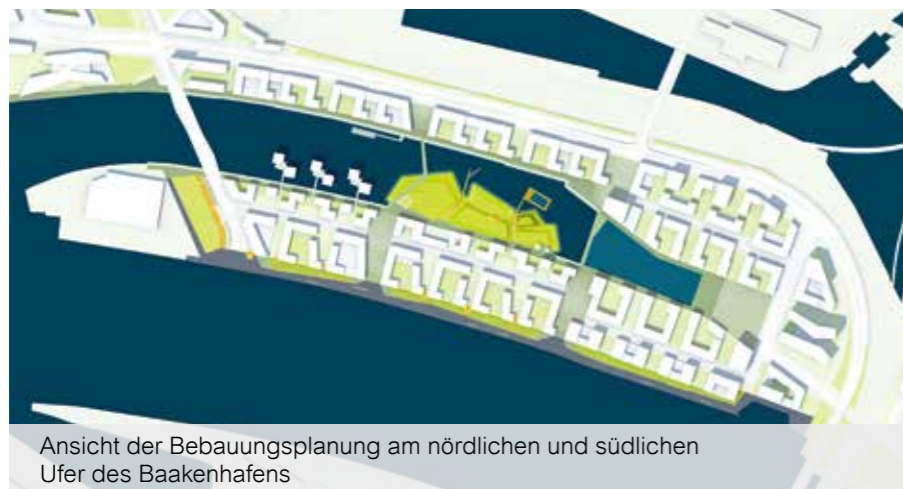 Ansicht der Bebauungsplanung am nördlichen und südlichen
Ufer des Baakenhafens